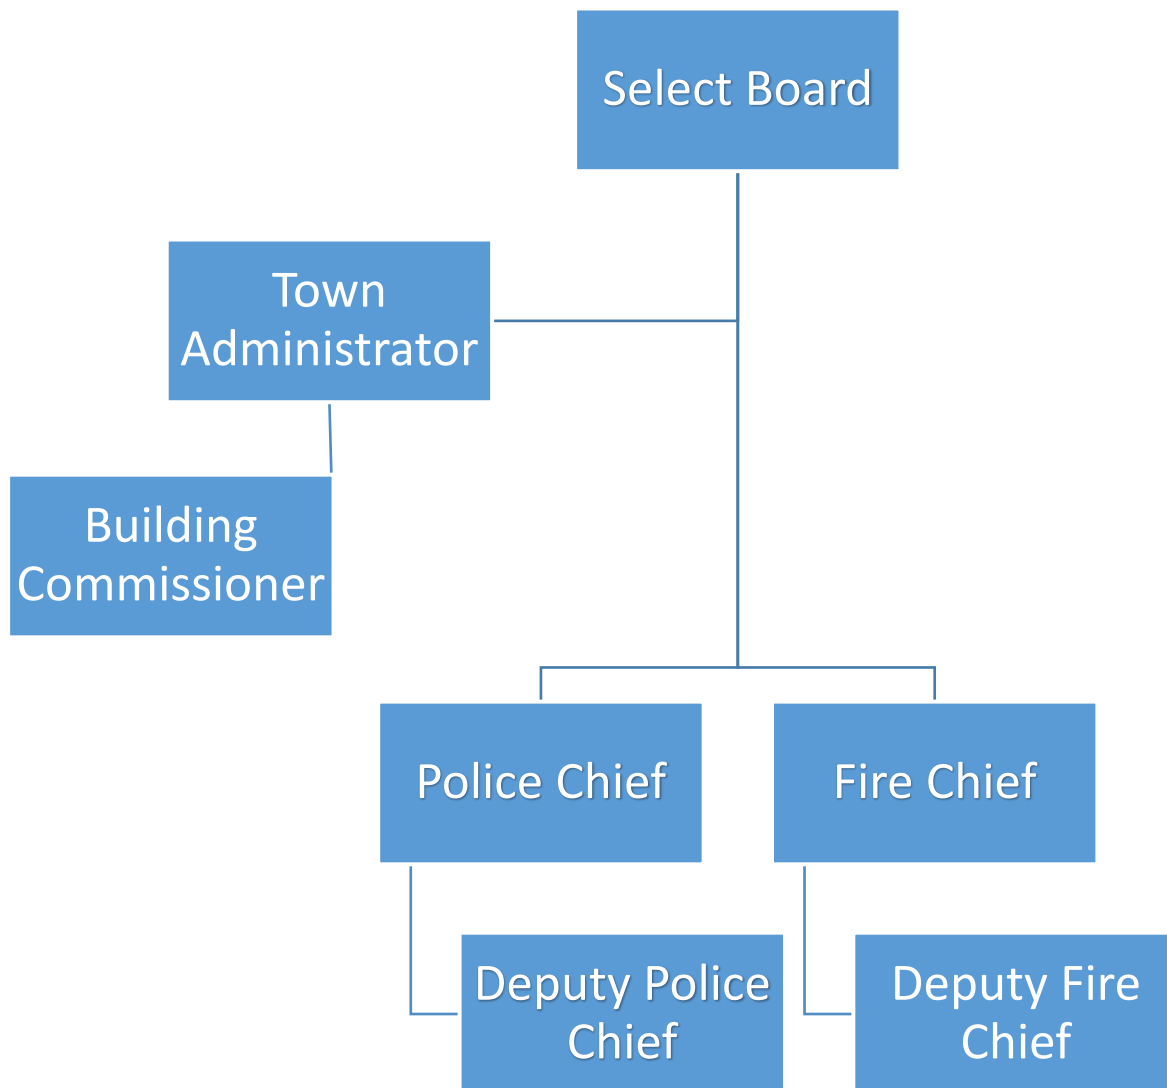 Select Board
Town
Administrator
Building
Commissioner
Police Chief
Fire Chief
Deputy Police
Chief
Deputy Fire
Chief